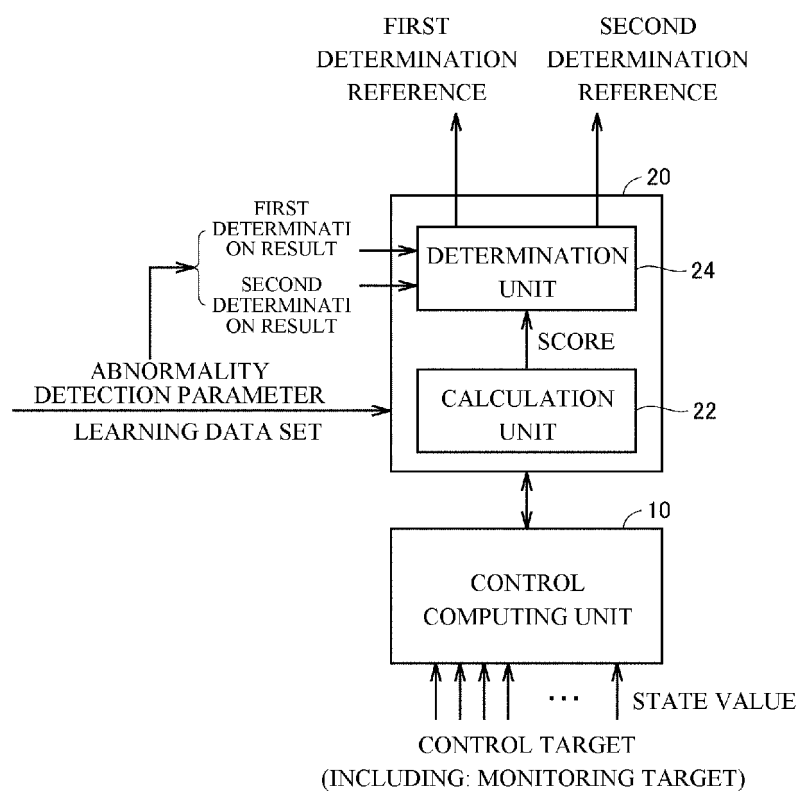 FIRST
DETERMINATION
REFERENCE
SECOND
DETERMINATION
REFERENCE
20
FIRST
DETERMINATI
ON RESULT
SECOND
DETERMINATI
ON RESULT
DETERMINATION
UNIT
24
SCORE
ABNORMALITY
DETECTION PARAMETER
LEARNING DATA SET
CALCULATION
UNIT
22
10
CONTROL
COMPUTING UNIT
...
STATE VALUE
CONTROL TARGET
(INCLUDING: MONITORING TARGET)